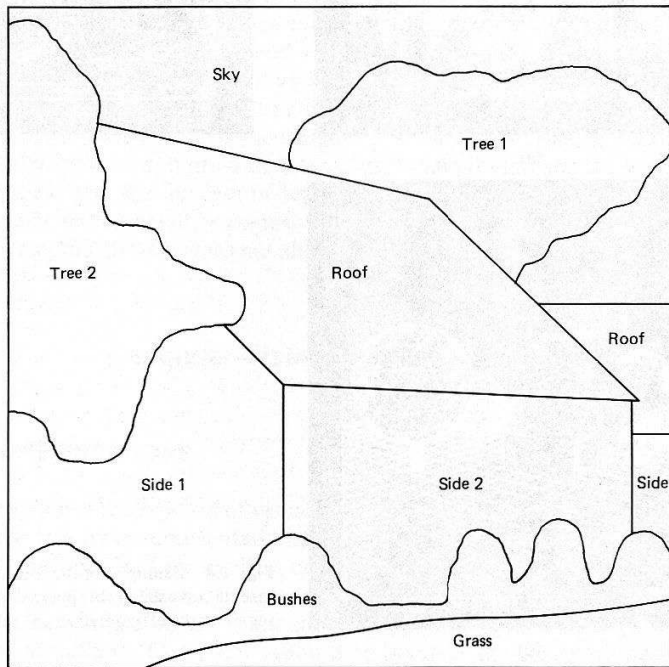 Sky
Tree 1
Tree 2
Roof
Roof
Side 1
Side 2
Side
Bushes
Grass